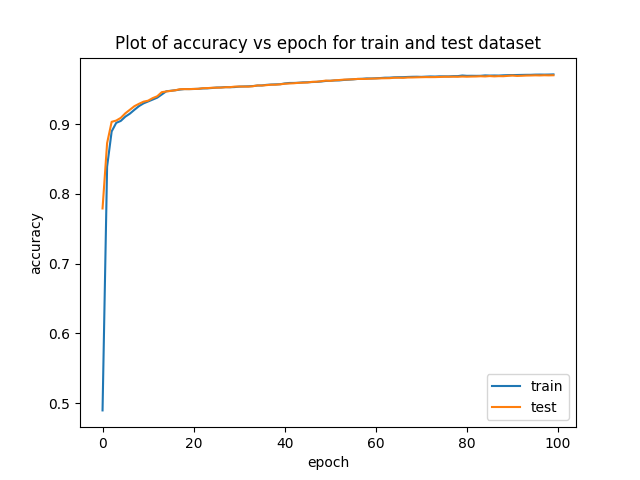 Plot of accuracy vs epoch for train and test dataset
0.9
0.8
0.7
0.6
0.5
accuracy
0 20 40 60 80 100
epoch
train
test